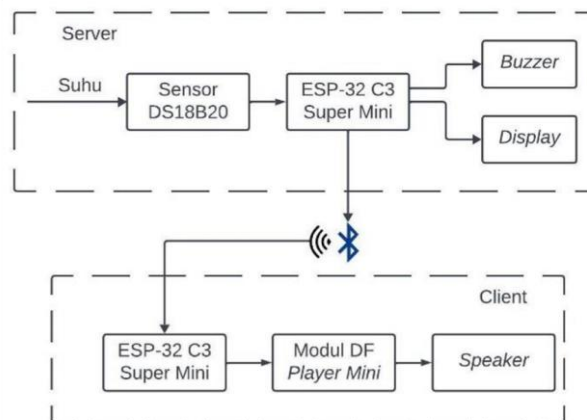 Server
Suhu
Sensor
DS18B20
ESP-32 C3
Super Mini
Buzzer
Display
Client
ESP-32 C3
Super Mini
Modul DF
Player Mini
Speaker